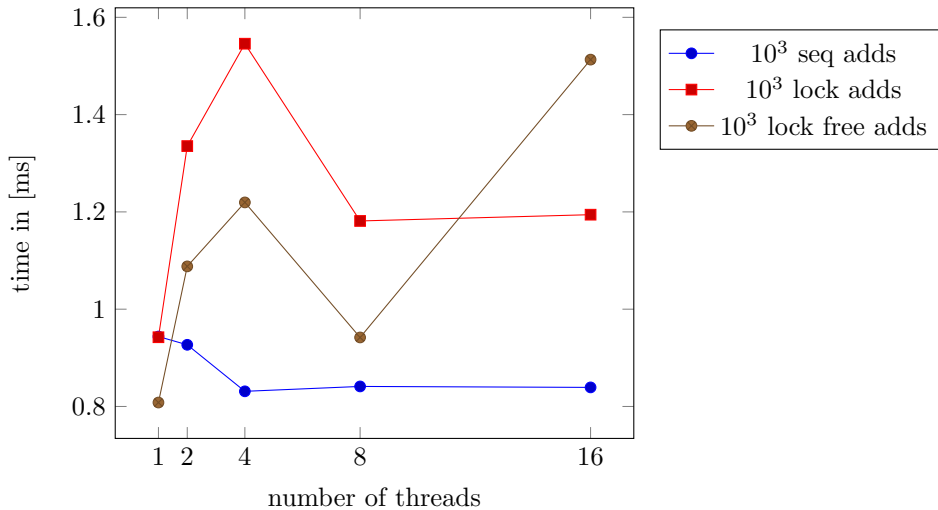 1.6
1.4
1.2
1
0.8
time in [ms]
1 2 4 8 16
number of threads
10³ seq adds
10³ lock adds
10³ lock free adds